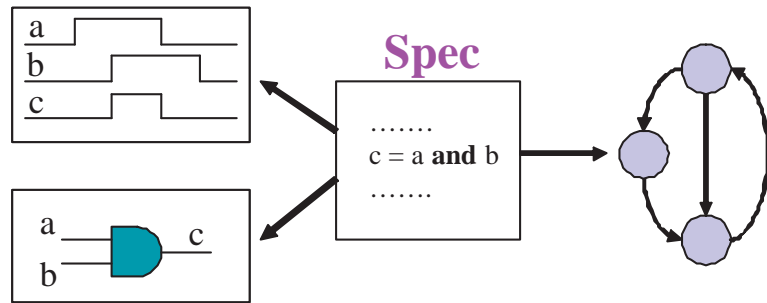 a
b
c
Spec
.......
c = a and b
.......
a
b
c